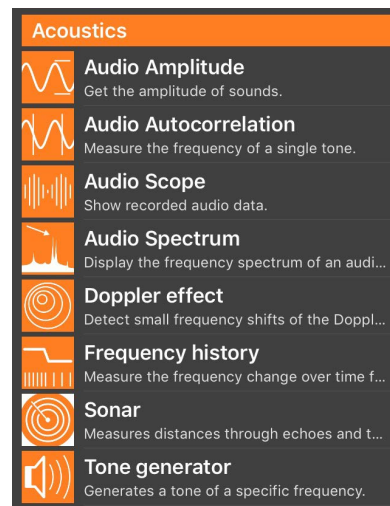 Acoustics
Audio Amplitude
Get the amplitude of sounds.
Audio Autocorrelation
Measure the frequency of a single tone.
Audio Scope
Show recorded audio data.
Audio Spectrum
Display the frequency spectrum of an audi...
Doppler effect
Detect small frequency shifts of the Doppl...
Frequency history
Measure the frequency change over time f...
Sonar
Measures distances through echoes and t...
Tone generator
Generates a tone of a specific frequency.